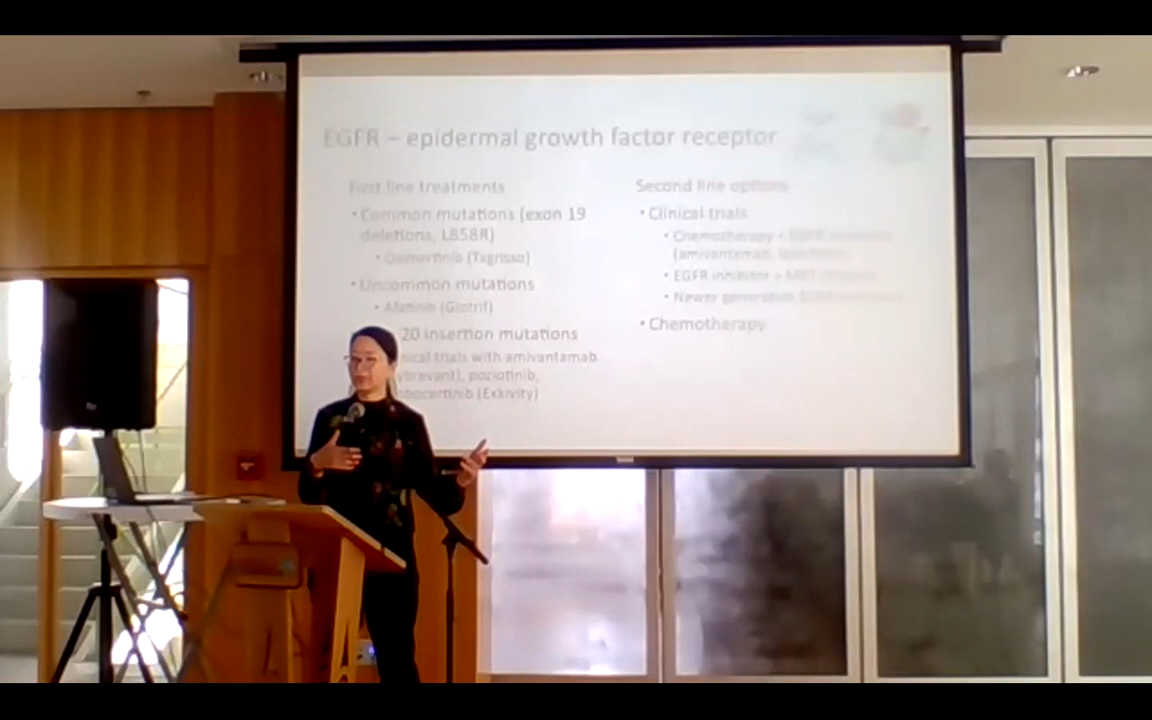 EGFR – epidermal growth factor receptor
First line treatments
• Common mutations (exon 19
deletions, L858R)
• Osimertinib (Tagrisso)
• Uncommon mutations
• Afatinib (Giotrif)
20 insertion mutations
with amivantamab
poziotinib,
(Exkivity)
Second line options
• Clinical trials
• Chemotherapy +
(amivantamab,
• EGFR inhibitor + MET
• Newer generation
• Chemotherapy